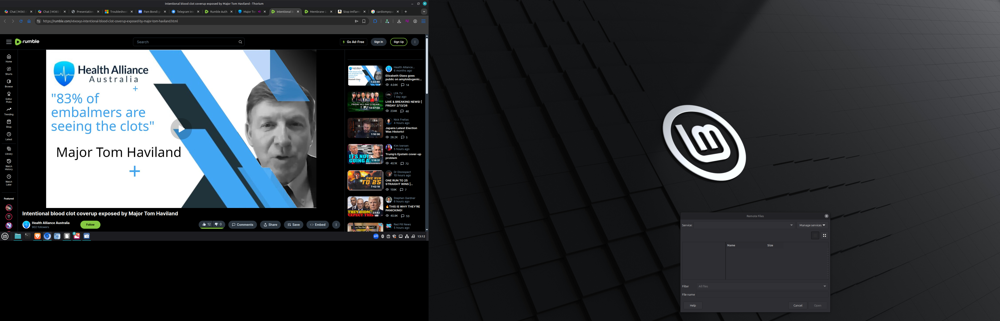 Intentional blood clot coverup exposed by Major Tom Haviland - Thorium
Chat | M365
Chat | M365
Presentation
Troubleshoo
Pam Bondi g
Telegram We
Rumble Auth
Major To
Intentional b
Membrane L
Stop Imflam
cardiomyopa
https://rumble.com/v6xoxys-intentional-blood-clot-coverup-exposed-by-major-tom-haviland.html
rumble
Search
Go Ad-Free
Sign In
Sign Up
Home
Shorts
Browse
Editor
Picks
Trending
Shop
Latest
Library
Watch
History
Watch
Later
Featured
Health Alliance
Australia
"83% of
embalmers are
seeing the clots"
Major Tom Haviland
Intentional blood clot coverup exposed by Major Tom Haviland
Health Alliance Australia
902 followers
Follow
12
0
Comments
Share
Save
Embed
1:22:46
Health Alliance...
6 months ago
Elizabeth Glass goes
public on amyloidogenic...
4.04K 14
FRIDAY ALL-DAY STREAM
13:37:00
LFA TV
1 day ago
LIVE & BREAKING NEWS! |
FRIDAY 2/13/26
234K 46
1:16:36
Nick Freitas
4 hours ago
Japans Latest Election
Was Historic!
28.2K 5
IT'S NOT
GOING A
1:18:31
Kim Iversen
5 hours ago
Trump's Epstein cover-up
problem
40.1K 72
ONE RUN
TO 25
7:42:18
Dr Disrespect
10 hours ago
ONE RUN TO 25
STRAIGHT WINS |...
159K 7
THEY DIDN'T
EXPECT THIS
23:42
Stephen Gardner
6 hours ago
🔥THIS IS WHY THEY'RE
PANICKING!
40.9K 53
Red Pill News
5 hours ago
8
zm
13:12
Remote Files
Service:
Manage services
Name
Size
Filter
All files
File name
Help
Cancel
Open